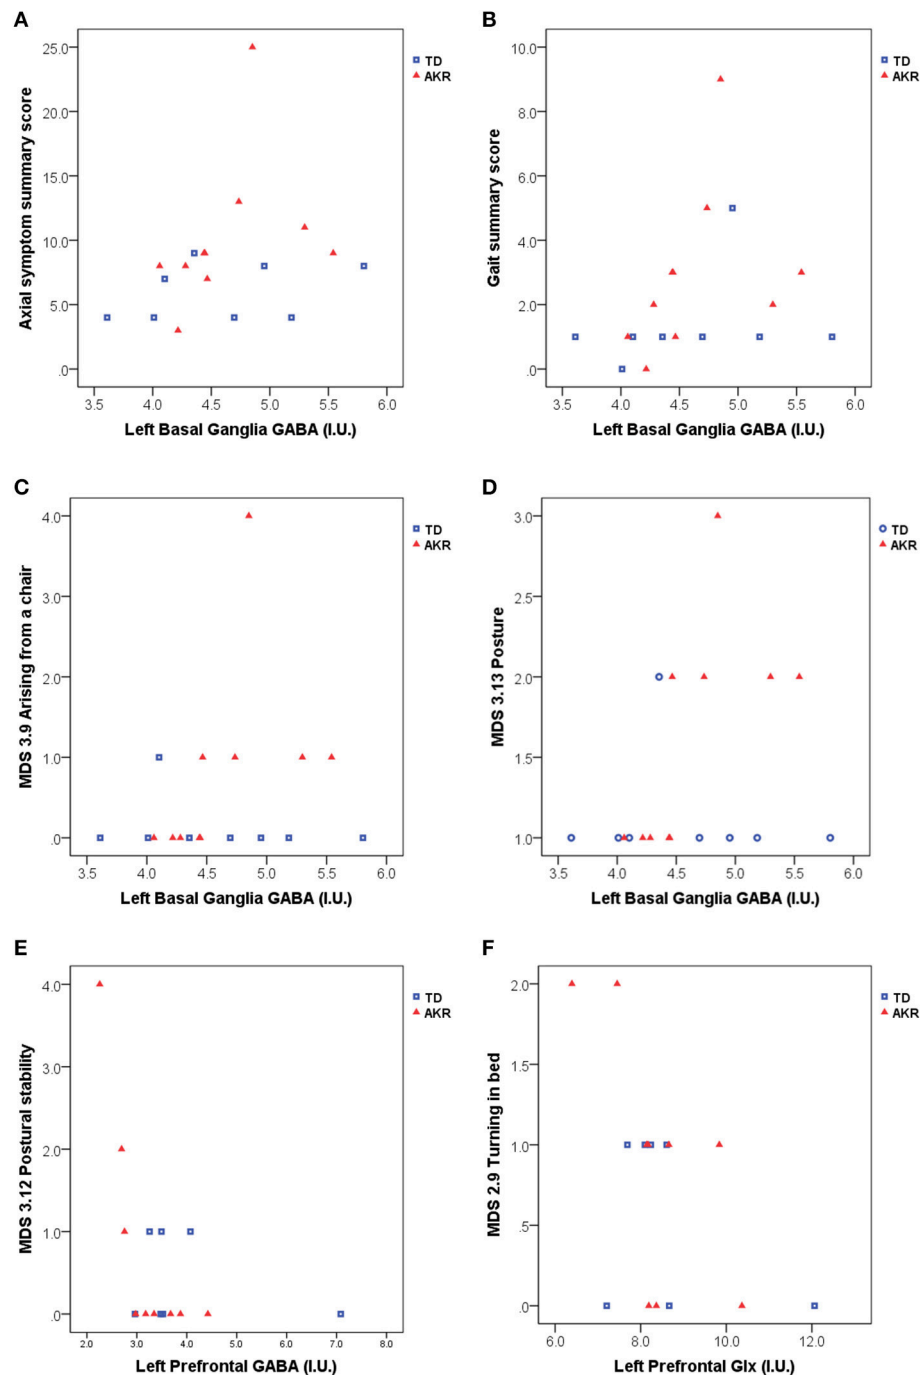 A
Axial symptom summary score
25.0
20.0
15.0
10.0
5.0
.0
3.5 4.0 4.5 5.0 5.5 6.0
Left Basal Ganglia GABA (I.U.)
TD
AKR
B
Gait summary score
10.0
8.0
6.0
4.0
2.0
.0
3.5 4.0 4.5 5.0 5.5 6.0
Left Basal Ganglia GABA (I.U.)
TD
AKR
C
MDS 3.9 Arising from a chair
4.0
3.0
2.0
1.0
.0
3.5 4.0 4.5 5.0 5.5 6.0
Left Basal Ganglia GABA (I.U.)
TD
AKR
D
MDS 3.13 Posture
3.0
2.5
2.0
1.5
1.0
3.5 4.0 4.5 5.0 5.5 6.0
Left Basal Ganglia GABA (I.U.)
TD
AKR
E
MDS 3.12 Postural stability
4.0
3.0
2.0
1.0
.0
2.0 3.0 4.0 5.0 6.0 7.0 8.0
Left Prefrontal GABA (I.U.)
TD
AKR
F
MDS 2.9 Turning in bed
2.0
1.5
1.0
.5
.0
6.0 8.0 10.0 12.0
Left Prefrontal Glx (I.U.)
TD
AKR